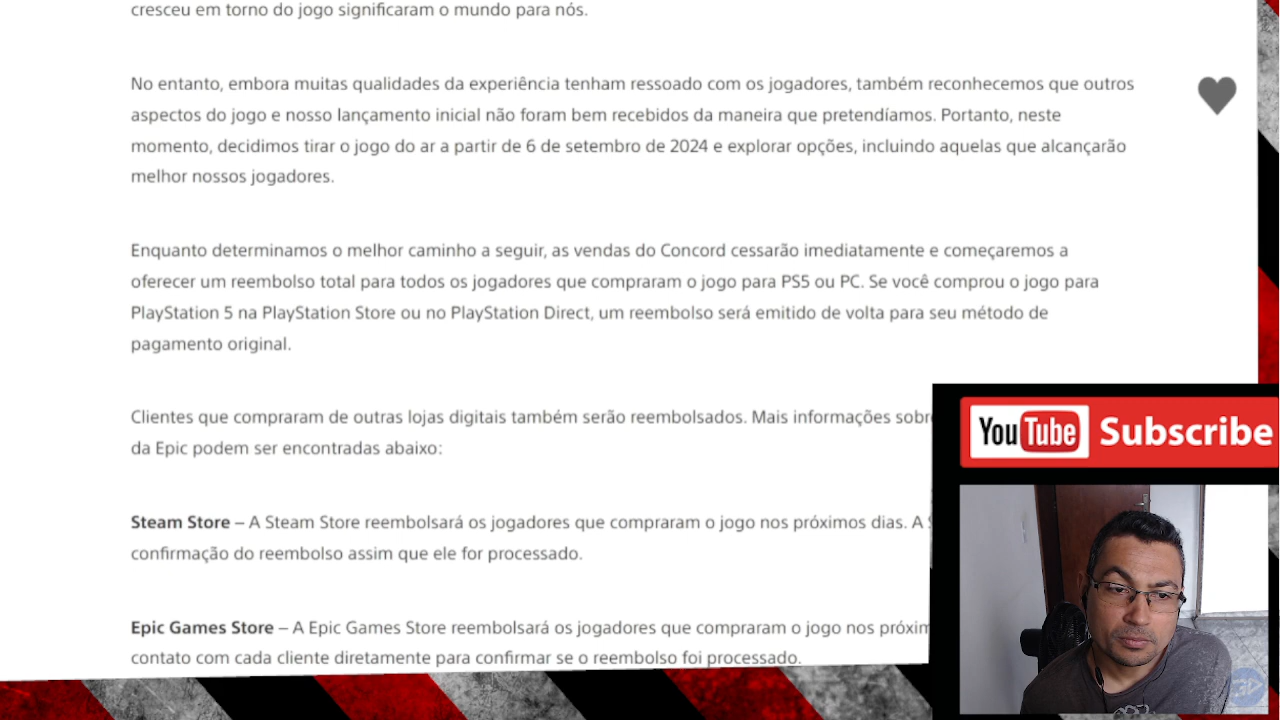 cresceu em torno do jogo significaram o mundo para nós.
No entanto, embora muitas qualidades da experiência tenham ressoado com os jogadores, também reconhecemos que outros
aspectos do jogo e nosso lançamento inicial não foram bem recebidos da maneira que pretendíamos. Portanto, neste
momento, decidimos tirar o jogo do ar a partir de 6 de setembro de 2024 e explorar opções, incluindo aquelas que alcançarão
melhor nossos jogadores.
Enquanto determinamos o melhor caminho a seguir, as vendas do Concord cessarão imediatamente e começaremos a
oferecer um reembolso total para todos os jogadores que compraram o jogo para PS5 ou PC. Se você comprou o jogo para
PlayStation 5 na PlayStation Store ou no PlayStation Direct, um reembolso será emitido de volta para seu método de
pagamento original.
Clientes que compraram de outras lojas digitais também serão reembolsados. Mais informações
da Epic podem ser encontradas abaixo:
Steam Store – A Steam Store reembolsará os jogadores que compraram o jogo nos próximos dias. A
confirmação do reembolso assim que ele for processado.
Epic Games Store – A Epic Games Store reembolsará os jogadores que compraram o jogo nos
contato com cada cliente diretamente para confirmar se o reembolso foi processado.
YouTube Subscribe